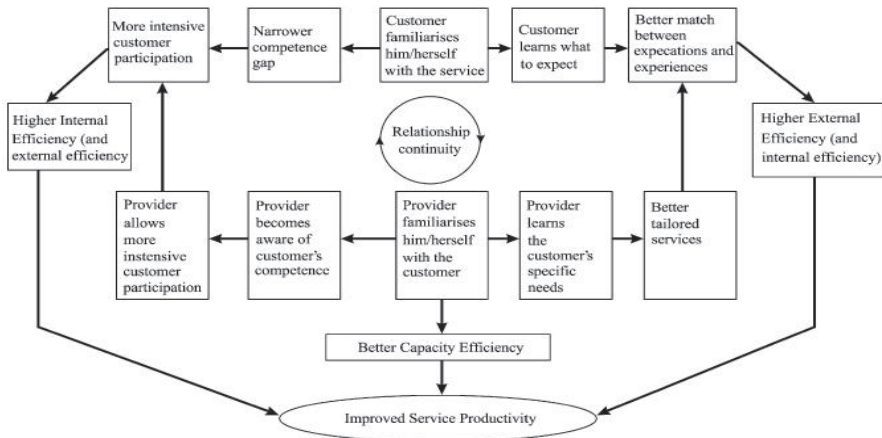 More intensive
customer
participation
Narrower
competence
gap
Customer
familiarises
him/herself
with the service
Customer
learns what
to expect
Better match
between
expecations and
experiences
Higher Internal
Efficiency (and
external efficiency
Relationship
continuity
Higher External
Efficiency (and
internal efficiency)
Provider
allows
more
instensive
customer
participation
Provider
becomes
aware of
customer's
competence
Provider
familiarises
him/herself
with the
customer
Provider
learns
the
customer's
specific
needs
Better
tailored
services
Better Capacity Efficiency
Improved Service Productivity